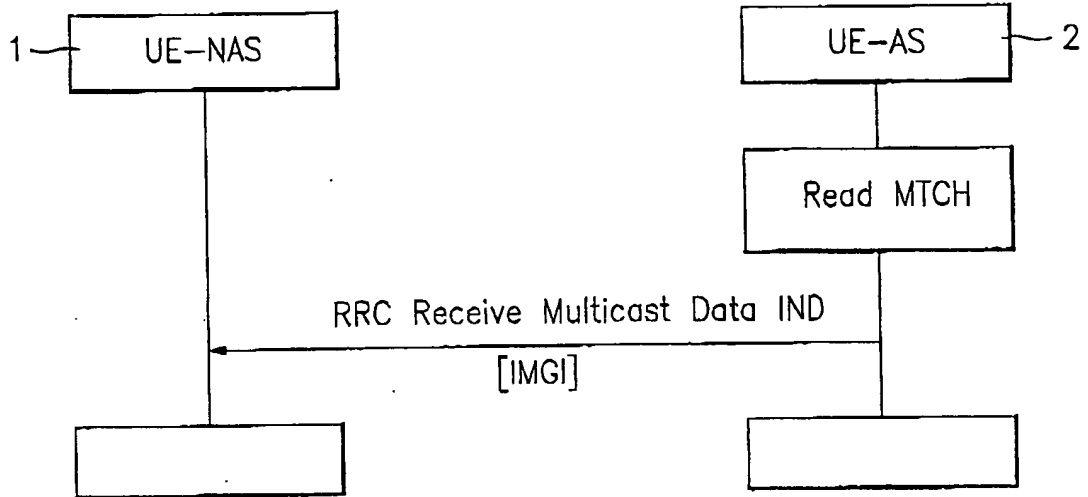 1 UE-NAS UE-AS 2
Read MTCH
RRC Receive Multicast Data IND
[IMGI]